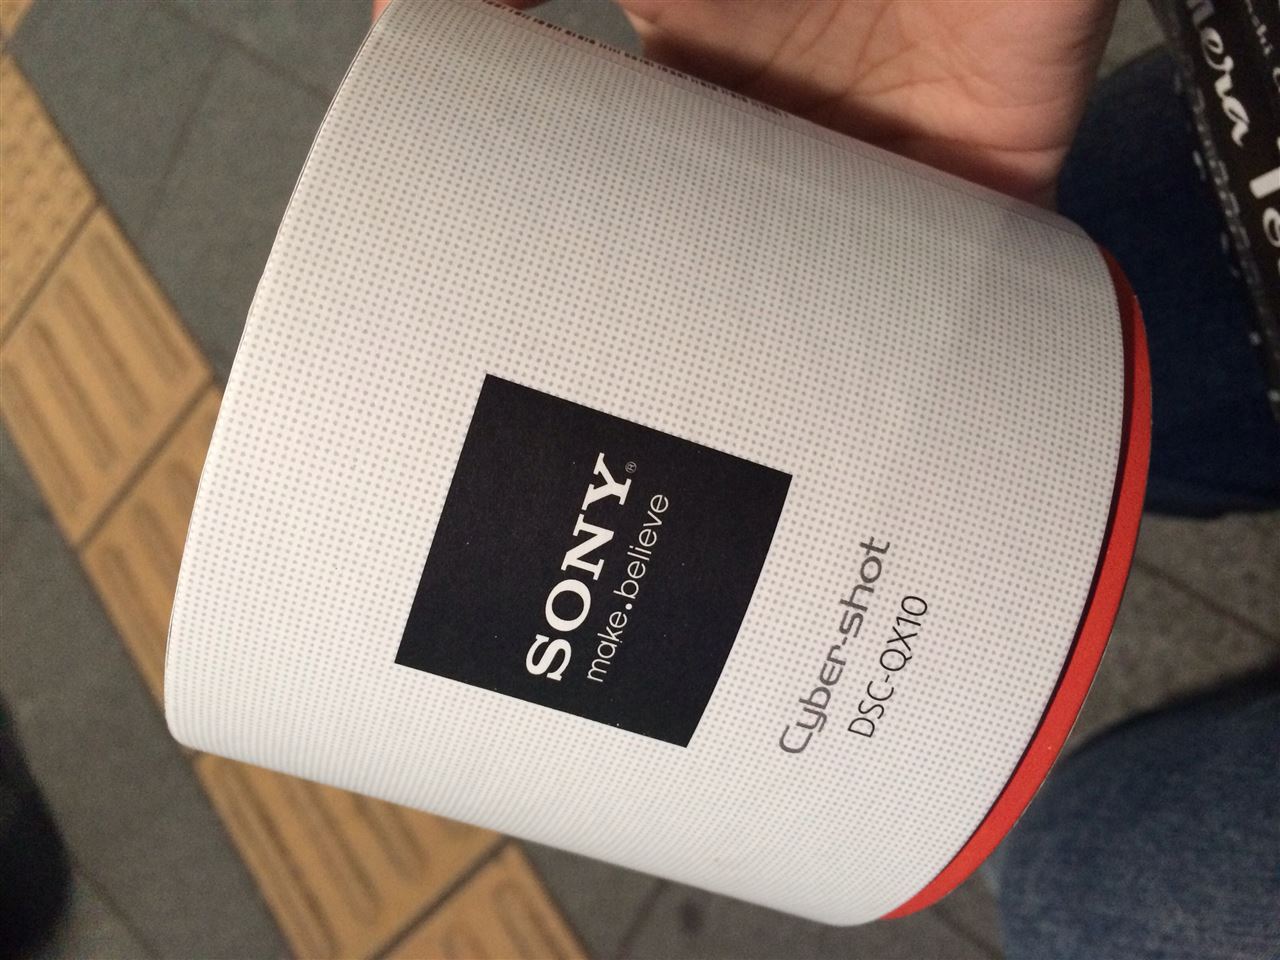 SONY®
make.believe
Cyber-shot
DSC-QX10